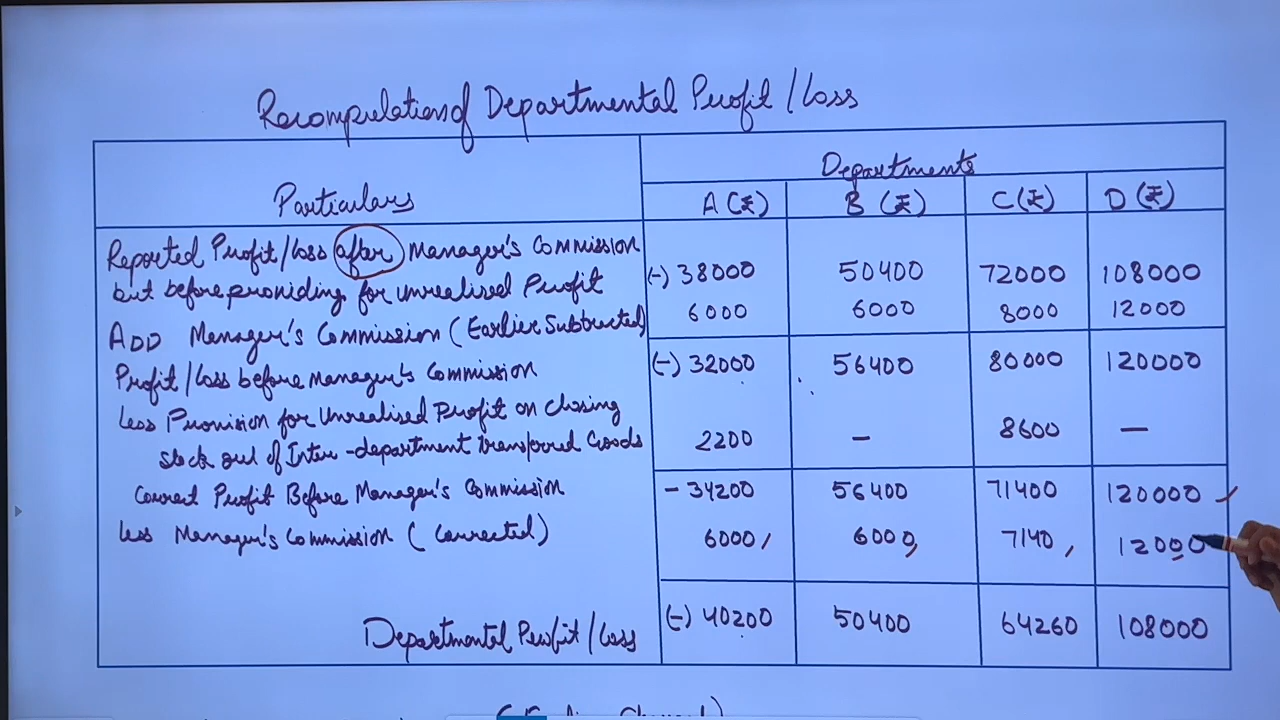 Recomputation of Departmental Profit / Loss
Particulars
Departments
A (₹) B (₹) C (₹) D (₹)
Reported Profit / Loss after Manager's Commission
but before providing for unrealised Profit (-) 38000 50400 72000 108000
ADD Manager's Commission (Earlier Subtracted) 6000 6000 8000 12000
Profit / Loss before Manager's Commission (-) 32000 56400 80000 120000
Less Provision for Unrealised Profit on closing
stock out of Inter-department transferred Goods 2200 — 8600 —
Correct Profit Before Manager's Commission - 34200 56400 71400 120000
Less Manager's Commission (Corrected) 6000 6000 7140 12000
Departmental Profit / Loss (-) 40200 50400 64260 108000